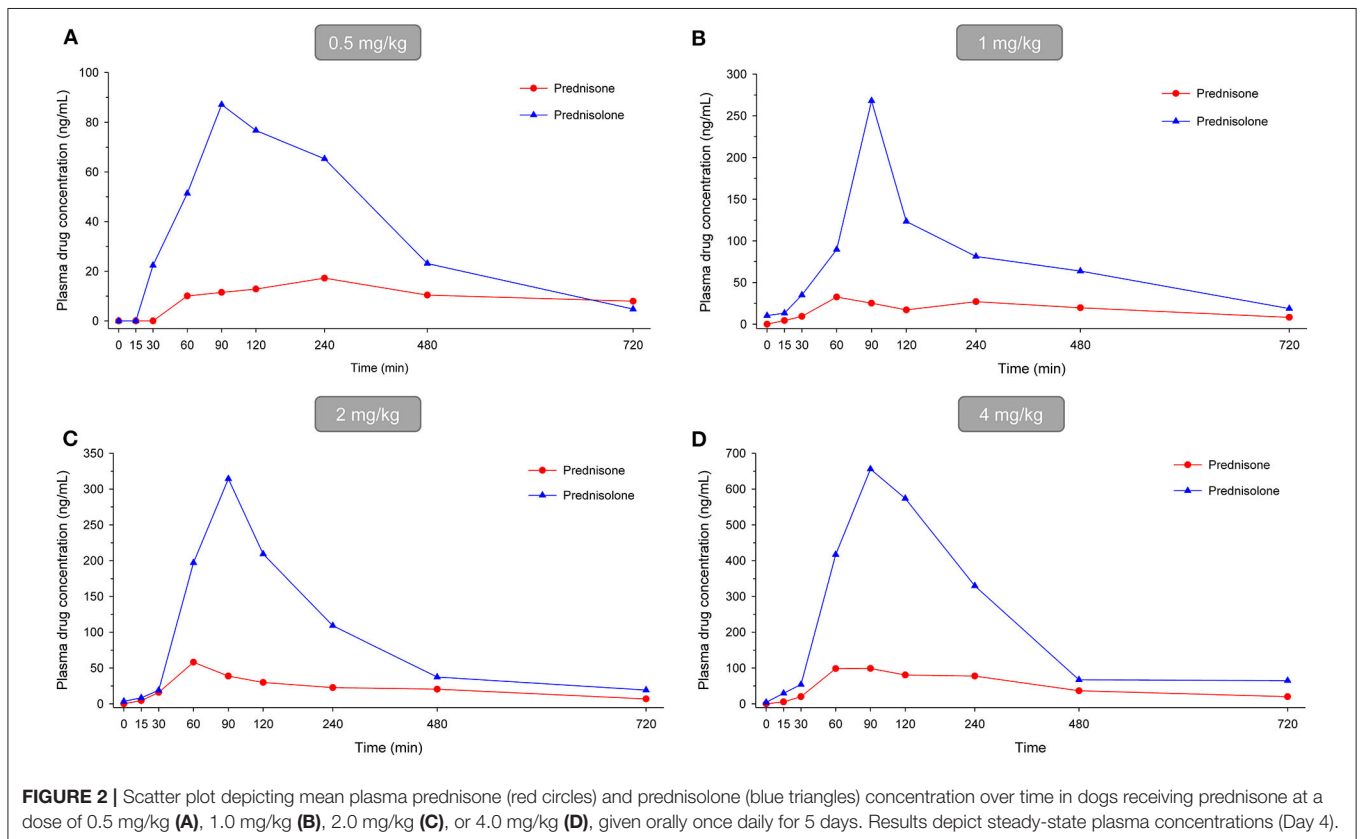 A
0.5 mg/kg
Plasma drug concentration (ng/mL)
100
80
60
40
20
0
Prednisone
Prednisolone
0 15 30 60 90 120 240 480 720
Time (min)
B
1 mg/kg
Plasma drug concentration (ng/mL)
300
250
200
150
100
50
0
Prednisone
Prednisolone
0 15 30 60 90 120 240 480 720
Time (min)
C
2 mg/kg
Plasma drug concentration (ng/mL)
350
300
250
200
150
100
50
0
Prednisone
Prednisolone
0 15 30 60 90 120 240 480 720
Time (min)
D
4 mg/kg
Plasma drug concentration (ng/mL)
700
600
500
400
300
200
100
0
Prednisone
Prednisolone
0 15 30 60 90 120 240 480 720
Time
FIGURE 2 | Scatter plot depicting mean plasma prednisone (red circles) and prednisolone (blue triangles) concentration over time in dogs receiving prednisone at a
dose of 0.5 mg/kg (A), 1.0 mg/kg (B), 2.0 mg/kg (C), or 4.0 mg/kg (D), given orally once daily for 5 days. Results depict steady-state plasma concentrations (Day 4).